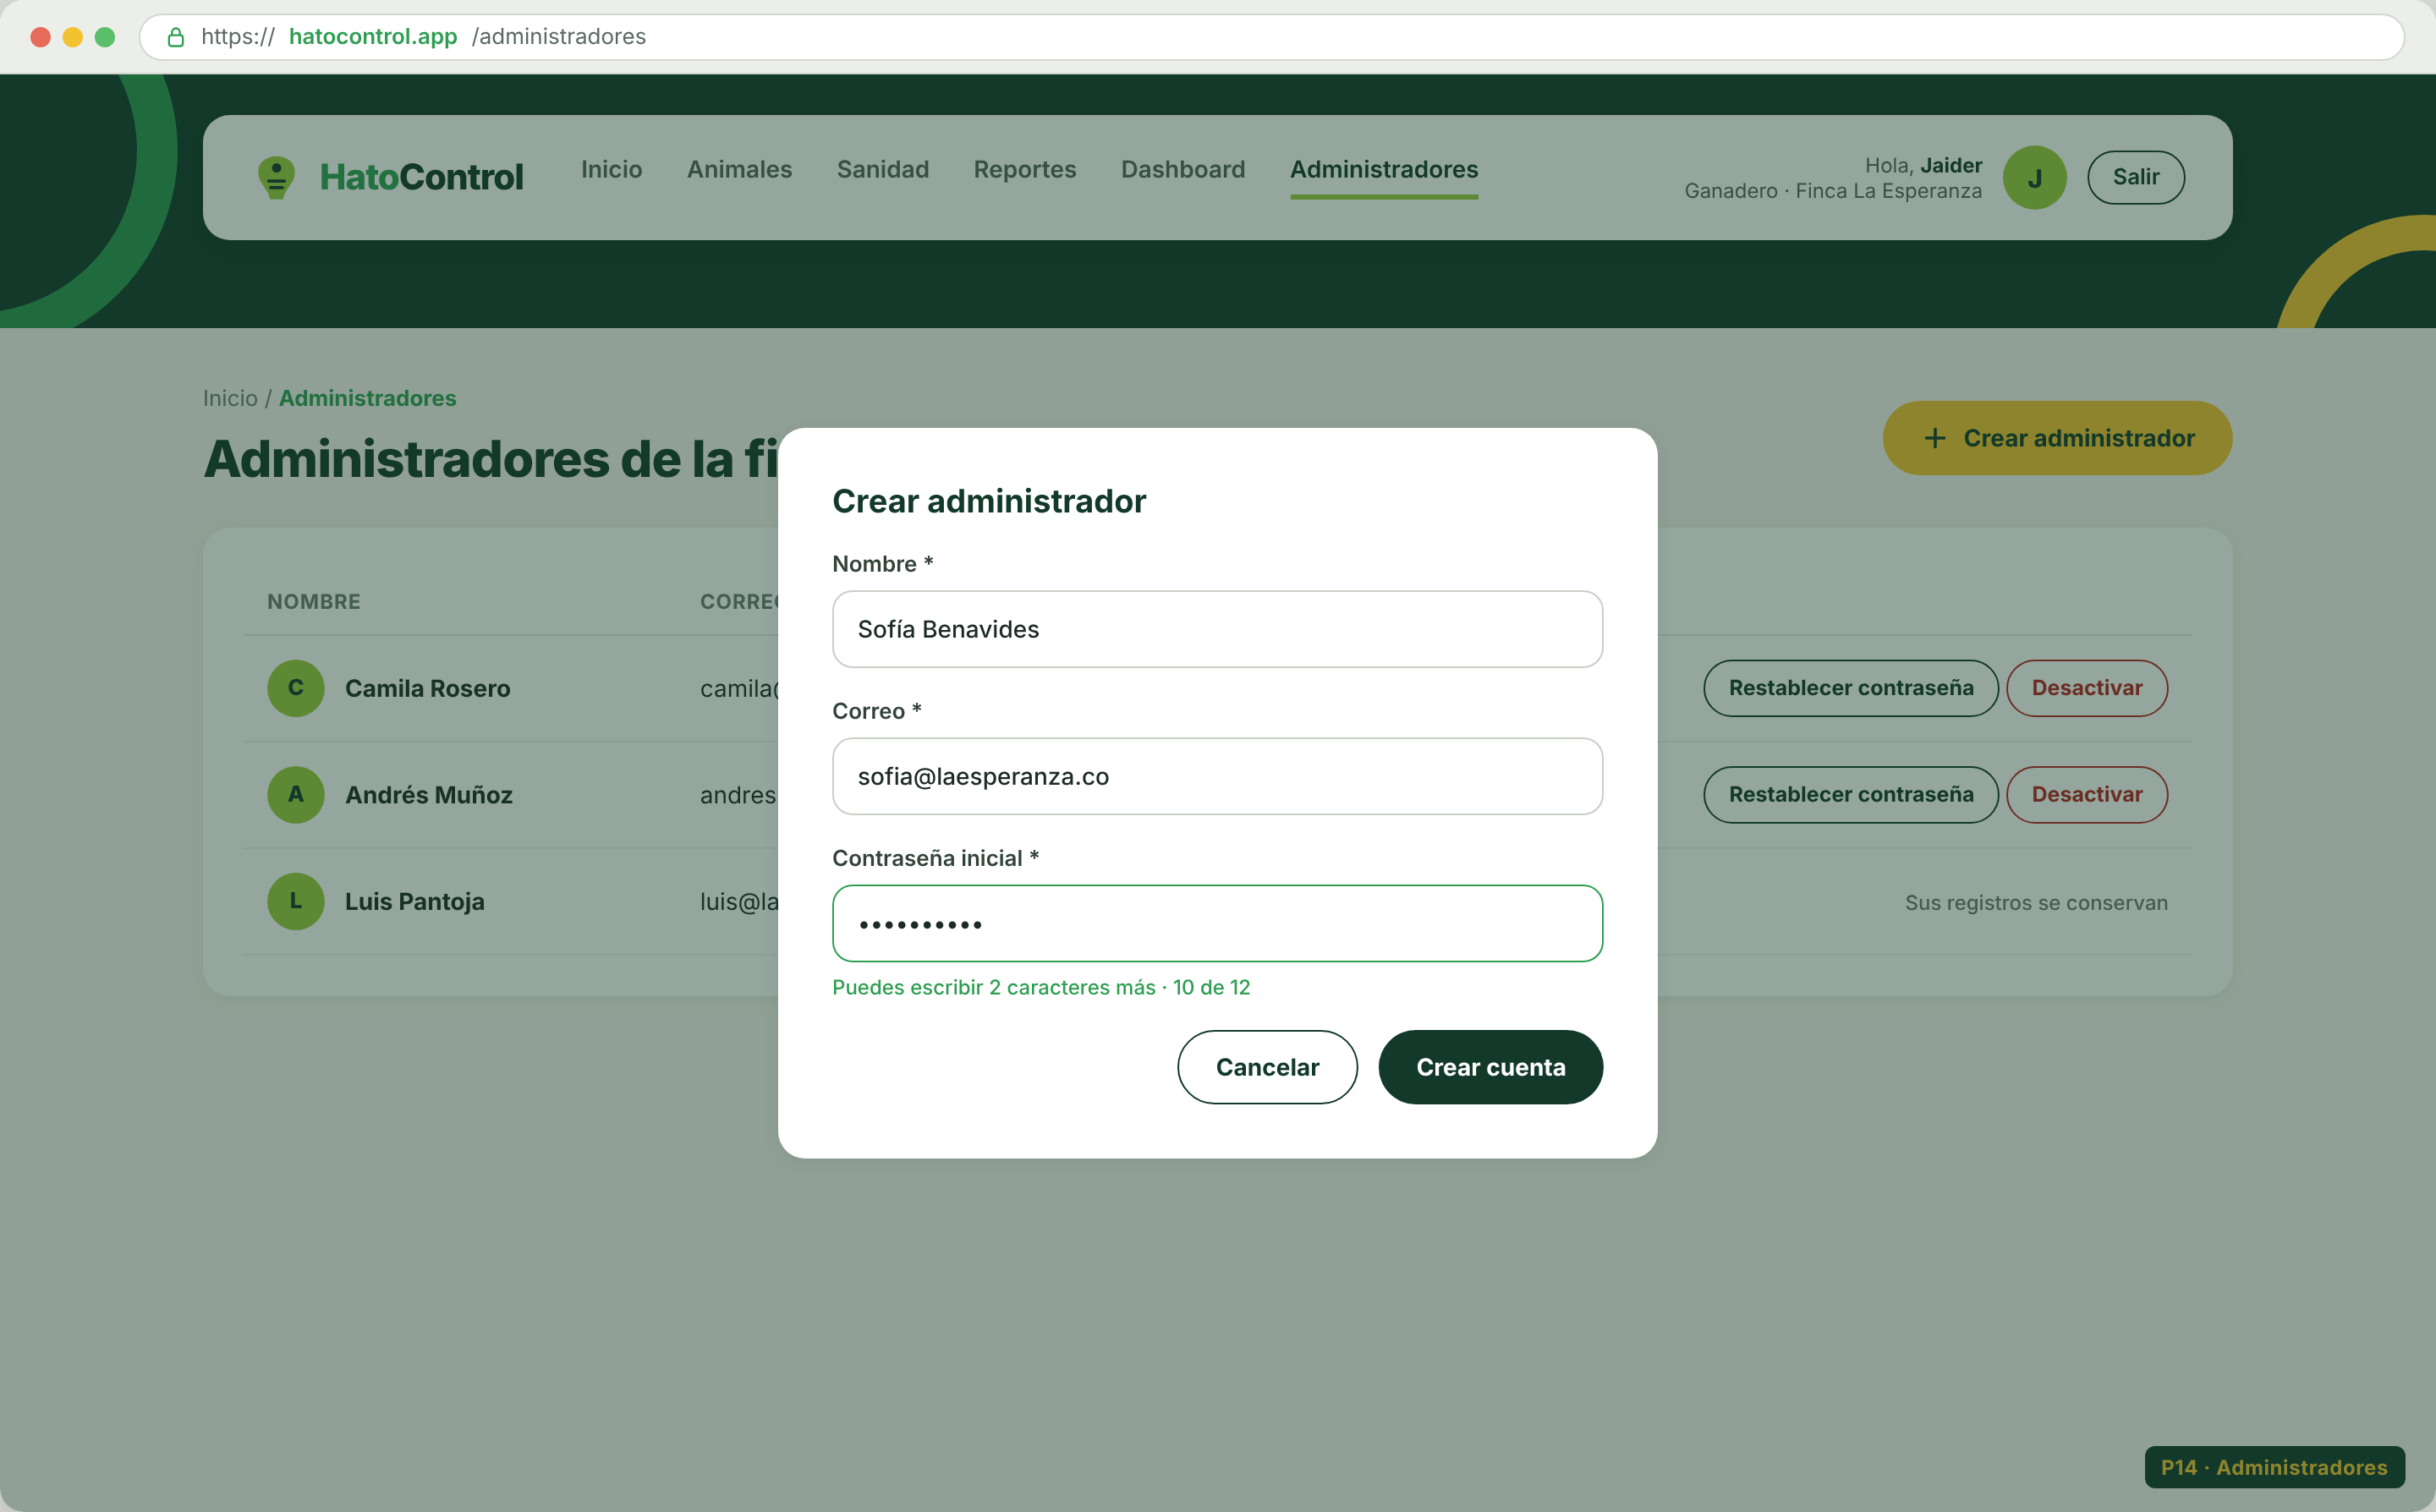 https:// hatocontrol.app /administradores
HatoControl
Inicio
Animales
Sanidad
Reportes
Dashboard
Administradores
Hola, Jaider
Ganadero · Finca La Esperanza
J
Salir
Inicio / Administradores
Administradores de la fi
+ Crear administrador
NOMBRE
CORREO
C
Camila Rosero
camila@
Restablecer contraseña
Desactivar
A
Andrés Muñoz
andres
Restablecer contraseña
Desactivar
L
Luis Pantoja
luis@la
Sus registros se conservan
Crear administrador
Nombre *
Sofía Benavides
Correo *
sofia@laesperanza.co
Contraseña inicial *
••••••••••
Puedes escribir 2 caracteres más · 10 de 12
Cancelar
Crear cuenta
P14 · Administradores